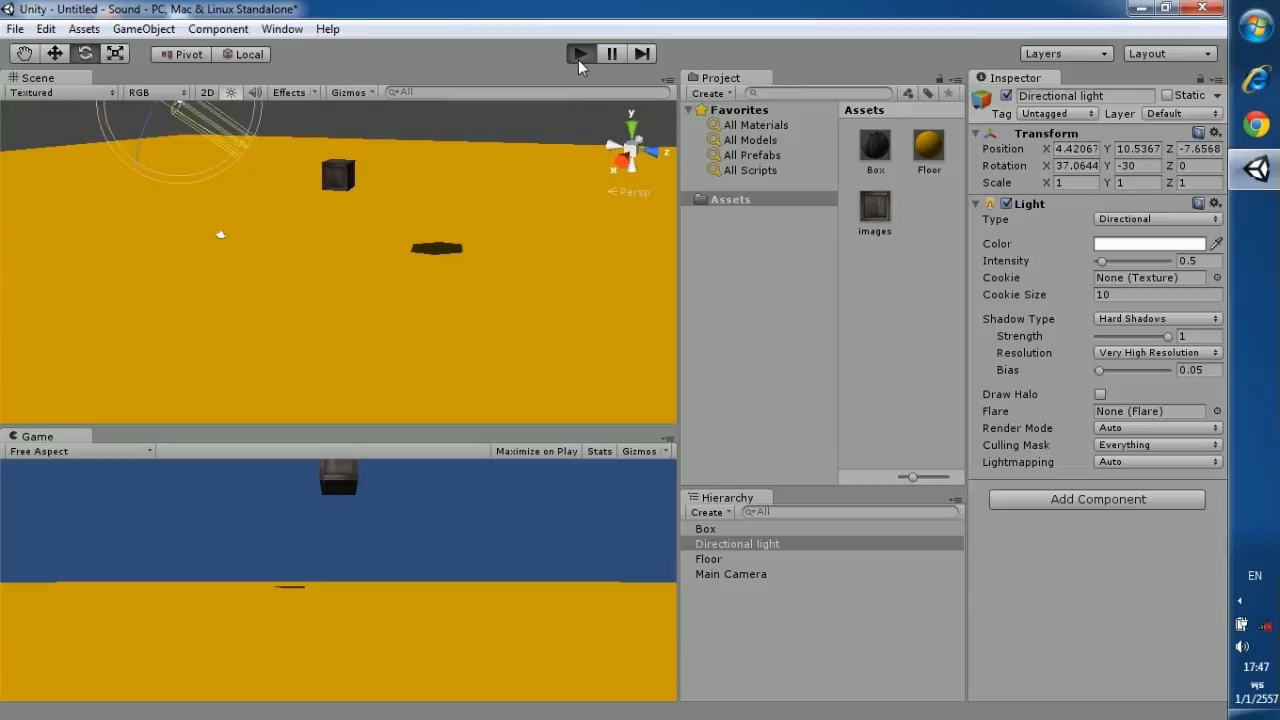 Unity - Untitled - Sound - PC, Mac & Linux Standalone*
File Edit Assets GameObject Component Window Help
Pivot Local Layers Layout
Scene
Textured RGB 2D Effects Gizmos All
y
z
x
Persp
Game
Free Aspect Maximize on Play Stats Gizmos
Project
Create
Favorites
All Materials
All Models
All Prefabs
All Scripts
Assets
Assets
Box Floor
images
Hierarchy
Create All
Box
Directional light
Floor
Main Camera
Inspector
Directional light Static
Tag Untagged Layer Default
Transform
Position X 4.42067 Y 10.5367 Z -7.6568
Rotation X 37.0644 Y -30 Z 0
Scale X 1 Y 1 Z 1
Light
Type Directional
Color
Intensity 0.5
Cookie None (Texture)
Cookie Size 10
Shadow Type Hard Shadows
Strength 1
Resolution Very High Resolution
Bias 0.05
Draw Halo
Flare None (Flare)
Render Mode Auto
Culling Mask Everything
Lightmapping Auto
Add Component
EN
17:47
พุธ
1/1/2557